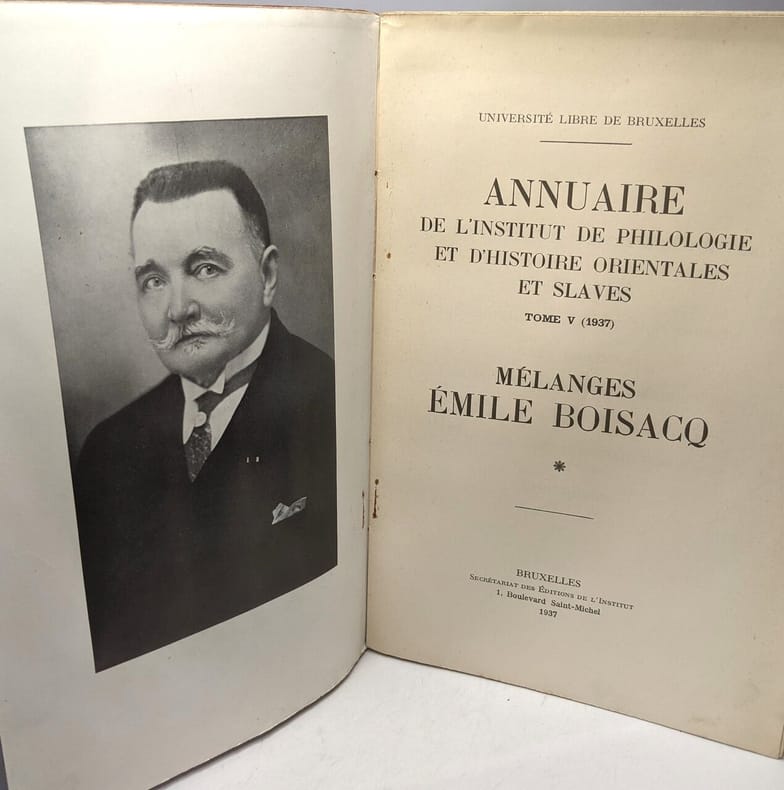 UNIVERSITÉ LIBRE DE BRUXELLES
ANNUAIRE
DE L'INSTITUT DE PHILOLOGIE
ET D'HISTOIRE ORIENTALES
ET SLAVES
TOME V (1937)
MÉLANGES
ÉMILE BOISACQ
*
BRUXELLES
SECRÉTARIAT DES ÉDITIONS DE L'INSTITUT
1, Boulevard Saint-Michel
1937